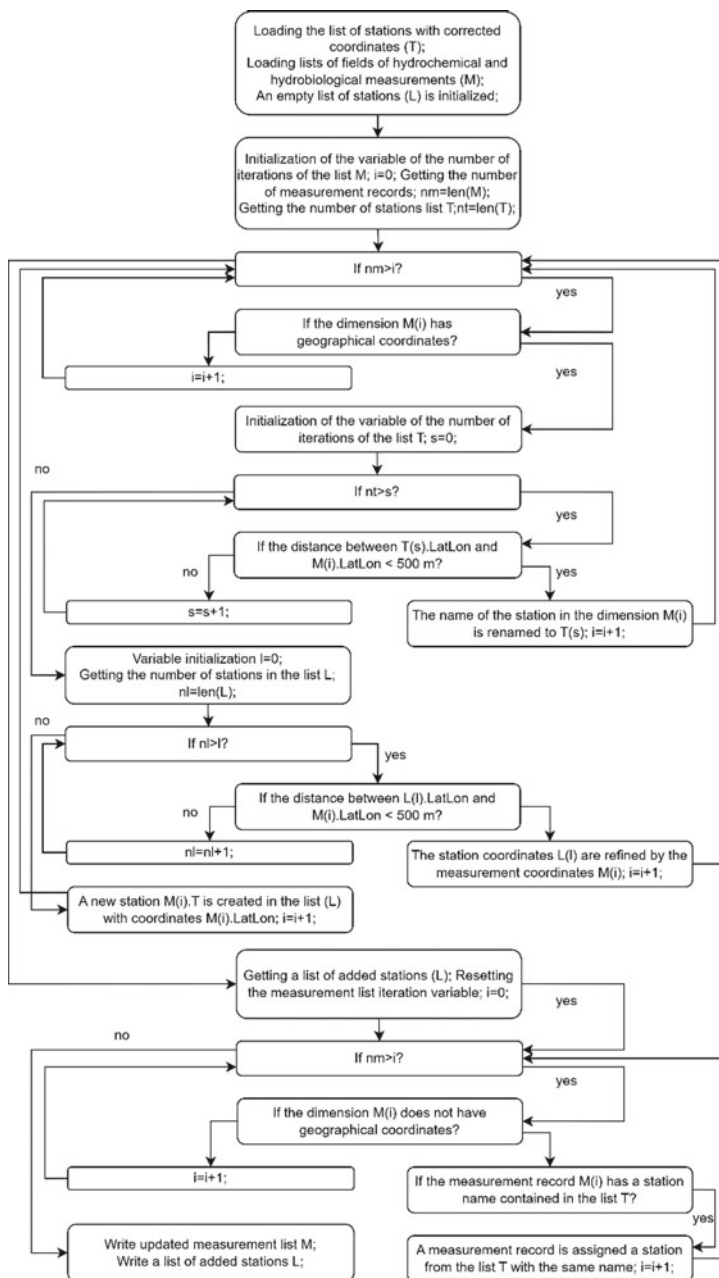 Loading the list of stations with corrected
coordinates (T);
Loading lists of fields of hydrochemical and
hydrobiological measurements (M);
An empty list of stations (L) is initialized;
Initialization of the variable of the number of
iterations of the list M; i=0; Getting the number
of measurement records; nm=len(M);
Getting the number of stations list T;nt=len(T);
If nm>i?
yes
If the dimension M(i) has
geographical coordinates?
i=i+1;
yes
Initialization of the variable of the number of
iterations of the list T; s=0;
no
If nt>s?
yes
If the distance between T(s).LatLon and
M(i).LatLon < 500 m?
no
yes
s=s+1;
The name of the station in the dimension M(i)
is renamed to T(s); i=i+1;
Variable initialization l=0;
Getting the number of stations in the list L;
nl=len(L);
no
If nl>l?
yes
If the distance between L(l).LatLon and
M(i).LatLon < 500 m?
no
nl=nl+1;
The station coordinates L(l) are refined by the
measurement coordinates M(i); i=i+1;
A new station M(i).T is created in the list (L)
with coordinates M(i).LatLon; i=i+1;
Getting a list of added stations (L); Resetting
the measurement list iteration variable; i=0;
yes
no
If nm>i?
yes
If the dimension M(i) does not have
geographical coordinates?
i=i+1;
If the measurement record M(i) has a station
name contained in the list T?
yes
Write updated measurement list M;
Write a list of added stations L;
A measurement record is assigned a station
from the list T with the same name; i=i+1;